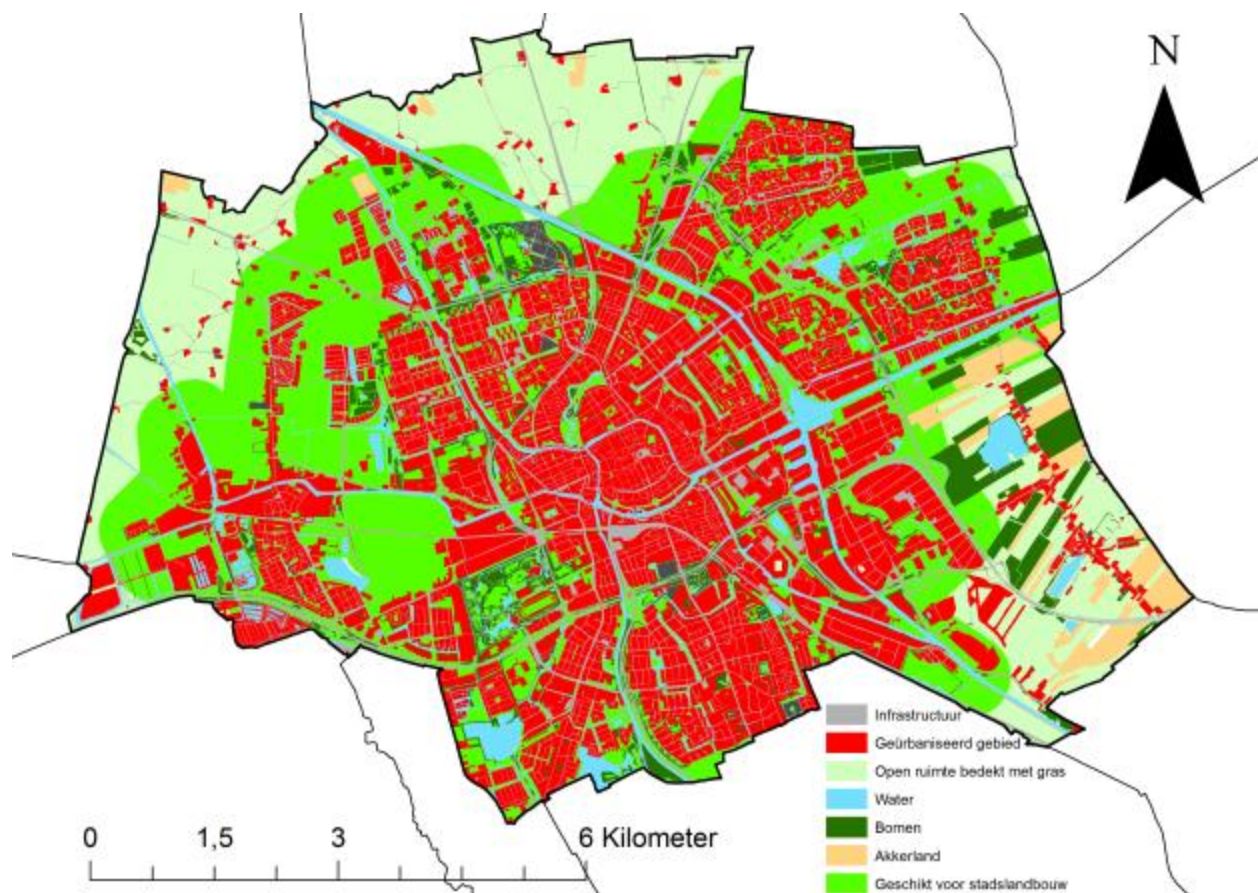 N
Infrastructuur
Geürbaniseerd gebied
Open ruimte bedekt met gras
Water
Bomen
Akkerland
Geschikt voor stadslandbouw
0 1,5 3 6 Kilometer